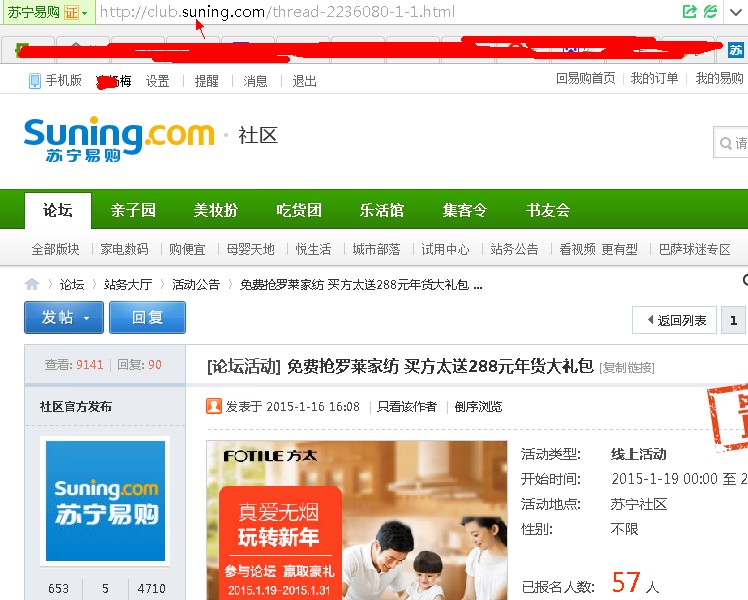 苏宁易购 证 http://club.suning.com/thread-2236080-1-1.html
苏
手机版 梅 设置 提醒 消息 退出 回易购首页 我的订单 我的易购
Suning.com 社区
苏宁易购
请
论坛 亲子园 美妆扮 吃货团 乐活馆 集客令 书友会
全部版块 家电数码 购便宜 母婴天地 悦生活 城市部落 试用中心 站务公告 看视频 更有型 巴萨球迷专区
论坛 站务大厅 活动公告 免费抢罗莱家纺 买方太送288元年货大礼包 ...
发帖 回复 返回列表 1
查看: 9141 回复: 90 [论坛活动] 免费抢罗莱家纺 买方太送288元年货大礼包 [复制链接]
社区官方发布 发表于 2015-1-16 16:08 只看该作者 倒序浏览
Suning.com
苏宁易购
653 5 4710
FOTILE 方太
真爱无烟
玩转新年
参与论坛 赢取豪礼
2015.1.19-2015.1.31
活动类型: 线上活动
开始时间: 2015-1-19 00:00 至 2
活动地点: 苏宁社区
性别: 不限
已报名人数: 57 人